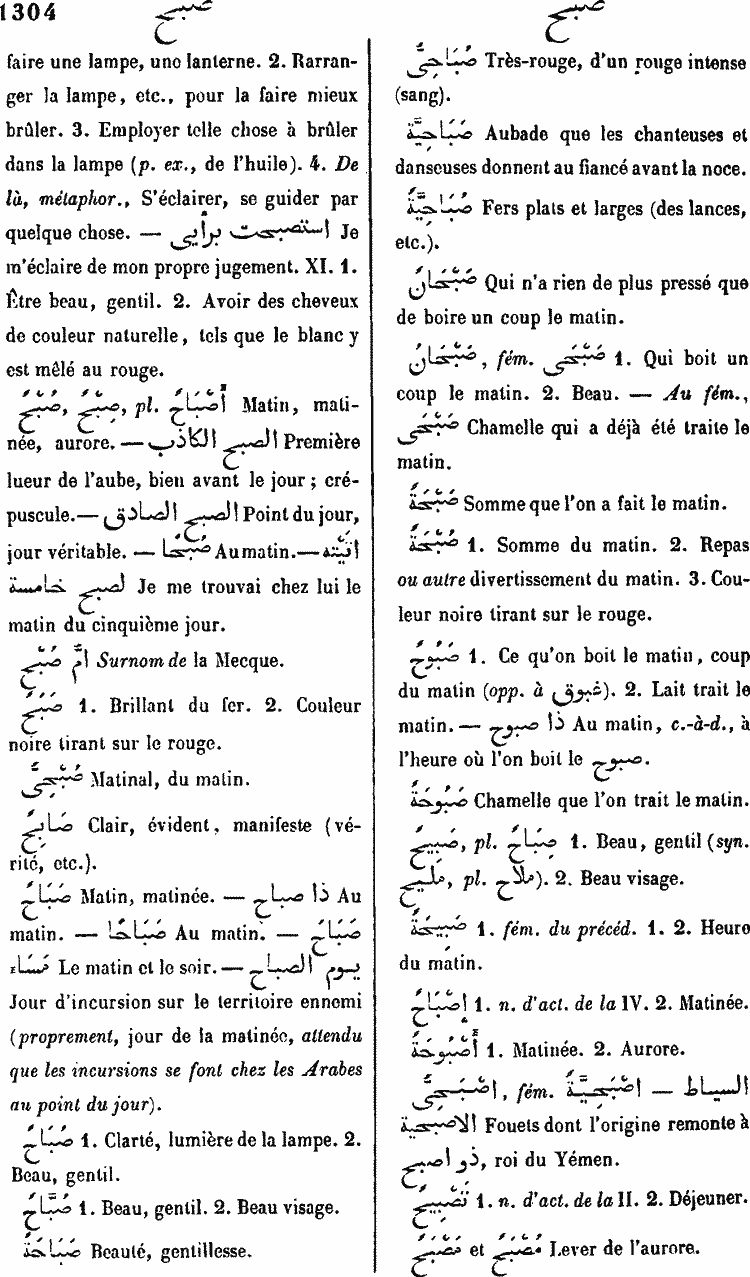 1304 صبح صبح
faire une lampe, une lanterne. 2. Rarran-
ger la lampe, etc., pour la faire mieux
brûler. 3. Employer telle chose à brûler
dans la lampe (p. ex., de l'huile). 4. De
là, métaphor., S'éclairer, se guider par
quelque chose. — استصبحت برأيى Je
m'éclaire de mon propre jugement. XI. 1.
Être beau, gentil. 2. Avoir des cheveux
de couleur naturelle, tels que le blanc y
est mêlé au rouge.
صُبْحٌ, صِبْحٌ, pl. أَصْبَاحٌ Matin, mati-
née, aurore. — الصبح الكاذب Première
lueur de l'aube, bien avant le jour; cré-
puscule. — الصبح الصادق Point du jour,
jour véritable. — صُبْحًا Au matin. — اتيته
لصبح خامسة Je me trouvai chez lui le
matin du cinquième jour.
أمّ صُبْحٍ Surnom de la Mecque.
صَبَحٌ 1. Brillant du fer. 2. Couleur
noire tirant sur le rouge.
صُبْحِىٌّ Matinal, du matin.
صَابِحٌ Clair, évident, manifeste (vé-
rité, etc.).
صَبَاحٌ Matin, matinée. — ذا صباح Au
matin. — صَبَاحًا Au matin. — صَبَاحَ
مَسَاءَ Le matin et le soir. — يوم الصباح
Jour d'incursion sur le territoire ennemi
(proprement, jour de la matinée, attendu
que les incursions se font chez les Arabes
au point du jour).
صُبَاحٌ 1. Clarté, lumière de la lampe. 2.
Beau, gentil.
صُبَّاحٌ 1. Beau, gentil. 2. Beau visage.
صَبَاحَةٌ Beauté, gentillesse.
صُبَاحِىٌّ Très-rouge, d'un rouge intense
(sang).
صَبَاحِيَّةٌ Aubade que les chanteuses et
danseuses donnent au fiancé avant la noce.
صُبَاحِيَّةٌ Fers plats et larges (des lances,
etc.).
صَبَحَانٌ Qui n'a rien de plus pressé que
de boire un coup le matin.
صَبْحَانُ, fém. صَبْحَى 1. Qui boit un
coup le matin. 2. Beau. — Au fém.,
صَبْحَى Chamelle qui a déjà été traite le
matin.
صَبْحَةٌ Somme que l'on a fait le matin.
صُبْحَةٌ 1. Somme du matin. 2. Repas
ou autre divertissement du matin. 3. Cou-
leur noire tirant sur le rouge.
صَبُوحٌ 1. Ce qu'on boit le matin, coup
du matin (opp. à غبوق). 2. Lait trait le
matin. — ذا صبوح Au matin, c.-à-d., à
l'heure où l'on boit le صبوح.
صَبُوحَةٌ Chamelle que l'on trait le matin.
صَبِيحٌ, pl. صِبَاحٌ 1. Beau, gentil (syn.
مليح, pl. ملاح). 2. Beau visage.
صَبِيحَةٌ 1. fém. du précéd. 1. 2. Heure
du matin.
إصْبَاحٌ 1. n. d'act. de la IV. 2. Matinée.
أُصْبُوحَةٌ 1. Matinée. 2. Aurore.
اصْبَحِىٌّ, fém. اصْبَحِيَّةٌ — السياط
الاصبحية Fouets dont l'origine remonte à
ذو اصبح, roi du Yémen.
تَصْبِيحٌ 1. n. d'act. de la II. 2. Déjeuner.
مَصْبَحٌ et مُصْبَحٌ Lever de l'aurore.